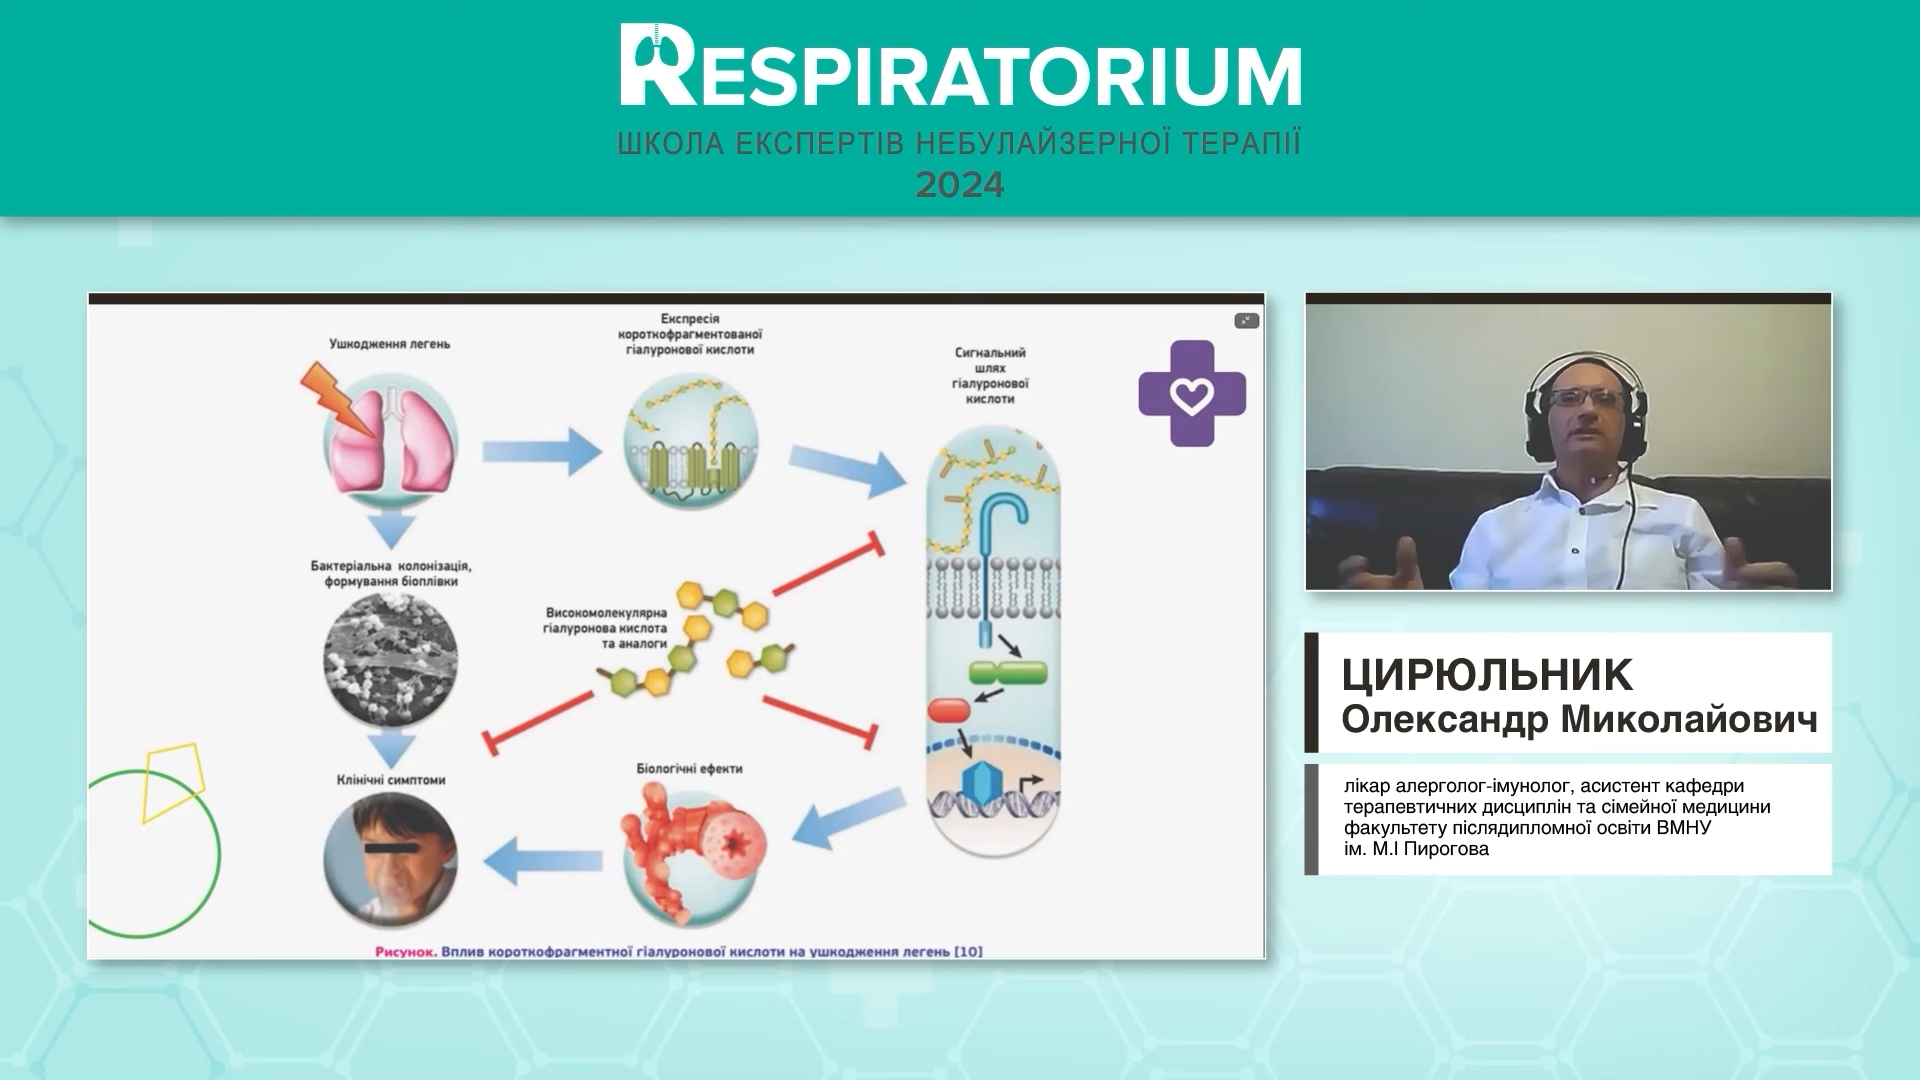 RESPIRATORIUM
ШКОЛА ЕКСПЕРТІВ НЕБУЛАЙЗЕРНОЇ ТЕРАПІЇ
2024
Ушкодження легень
Експресія
короткофрагментованої
гіалуронової кислоти
Сигнальний
шлях
гіалуронової
кислоти
Бактеріальна колонізація,
формування біоплівки
Високомолекулярна
гіалуронова кислота
та аналоги
Клінічні симптоми
Біологічні ефекти
Рисунок. Вплив короткофрагментної гіалуронової кислоти на ушкодження легень [10]
ЦИРЮЛЬНИК
Олександр Миколайович
лікар алерголог-імунолог, асистент кафедри
терапевтичних дисциплін та сімейної медицини
факультету післядипломної освіти ВМНУ
ім. М.І Пирогова